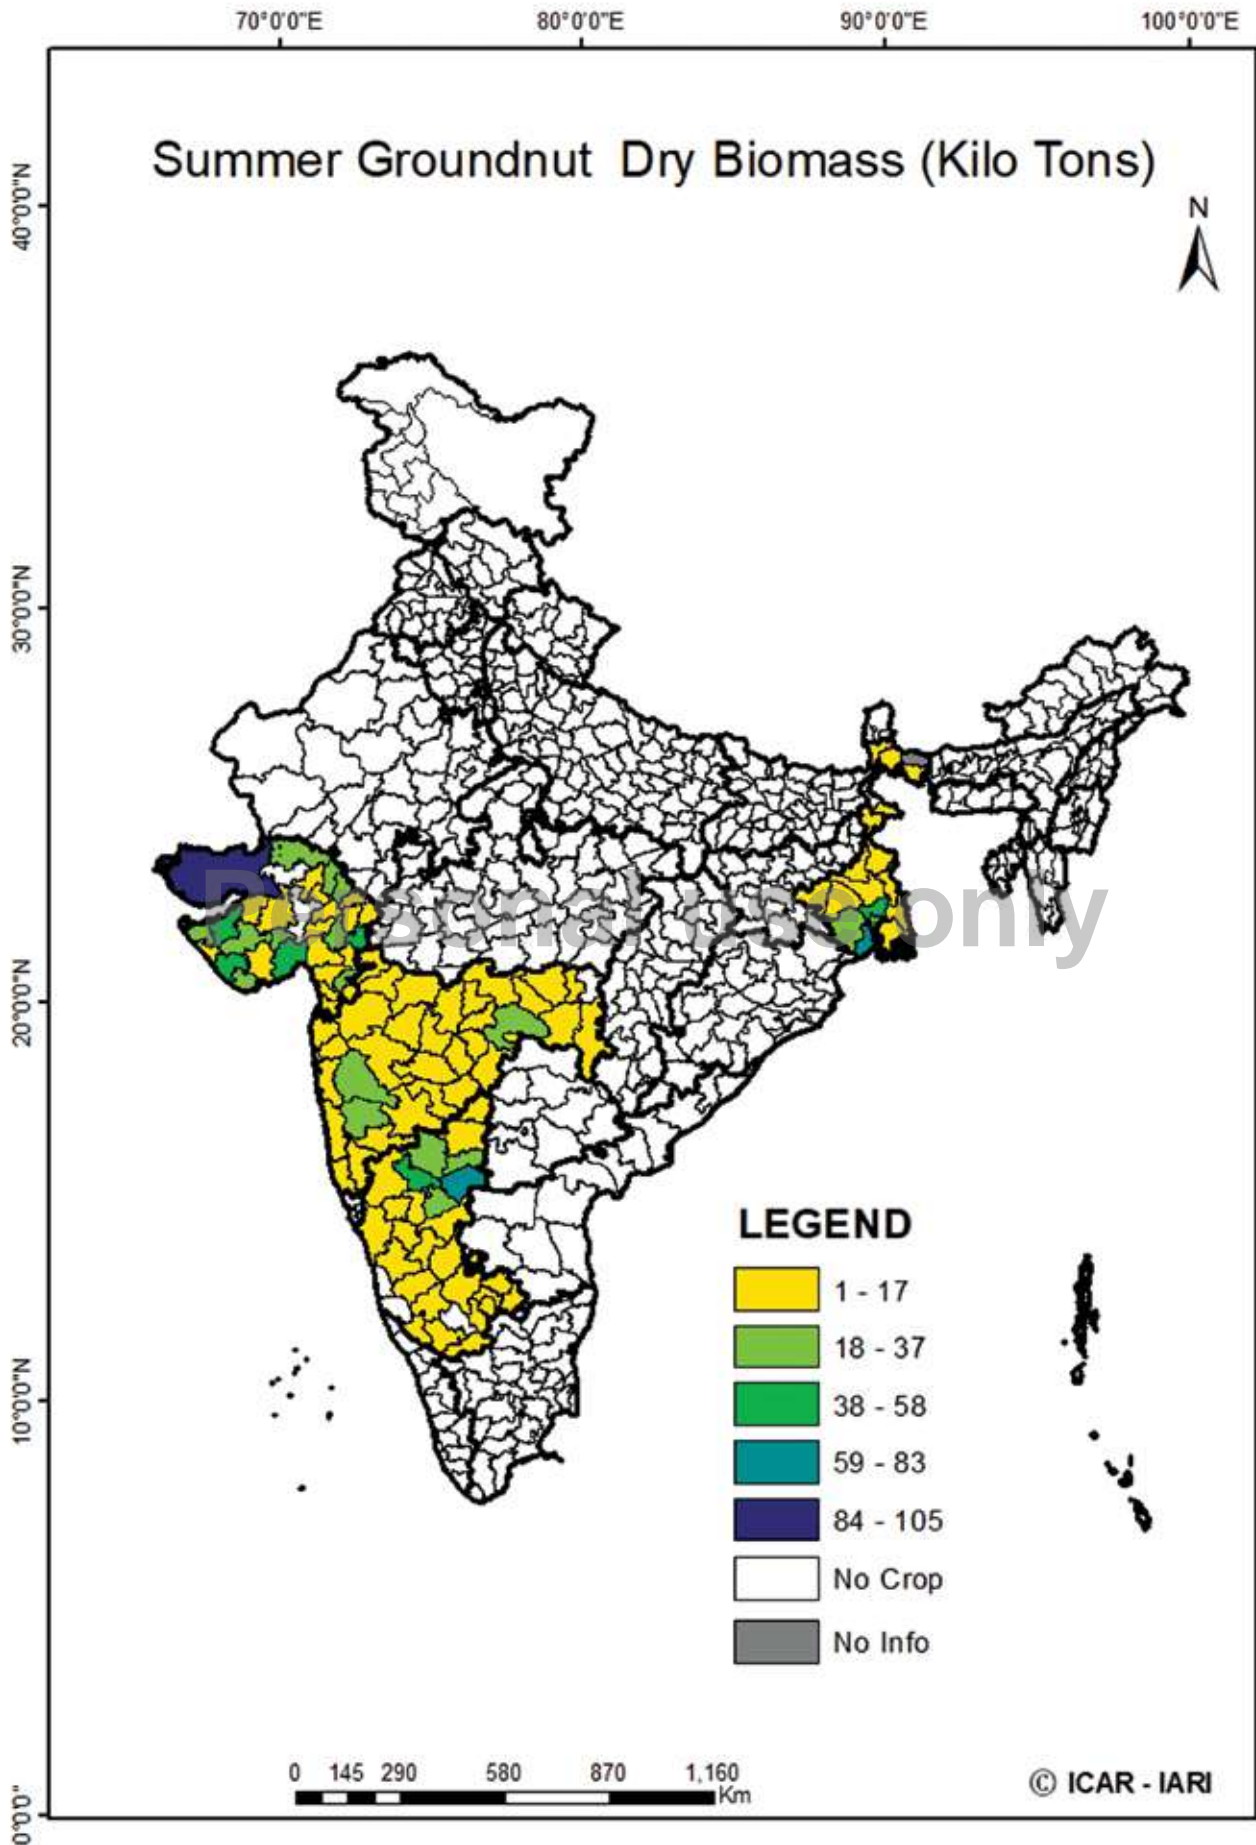 70°0'0"E 80°0'0"E 90°0'0"E 100°0'0"E
Summer Groundnut Dry Biomass (Kilo Tons)
N
40°0'0"N
30°0'0"N
20°0'0"N
10°0'0"N
0°0'0"
Personal use only
LEGEND
1 - 17
18 - 37
38 - 58
59 - 83
84 - 105
No Crop
No Info
0 145 290 580 870 1,160
Km
© ICAR - IARI